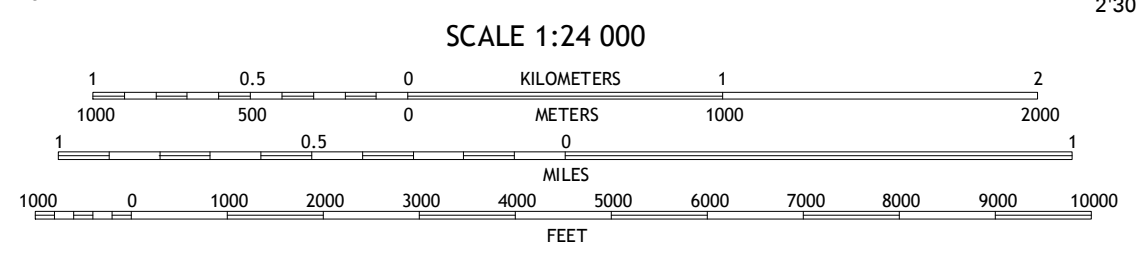 2'30
SCALE 1:24 000
1 0.5 0 KILOMETERS 1 2
1000 500 0 METERS 1000 2000
1 0.5 0 1
MILES
1000 0 1000 2000 3000 4000 5000 6000 7000 8000 9000 10000
FEET